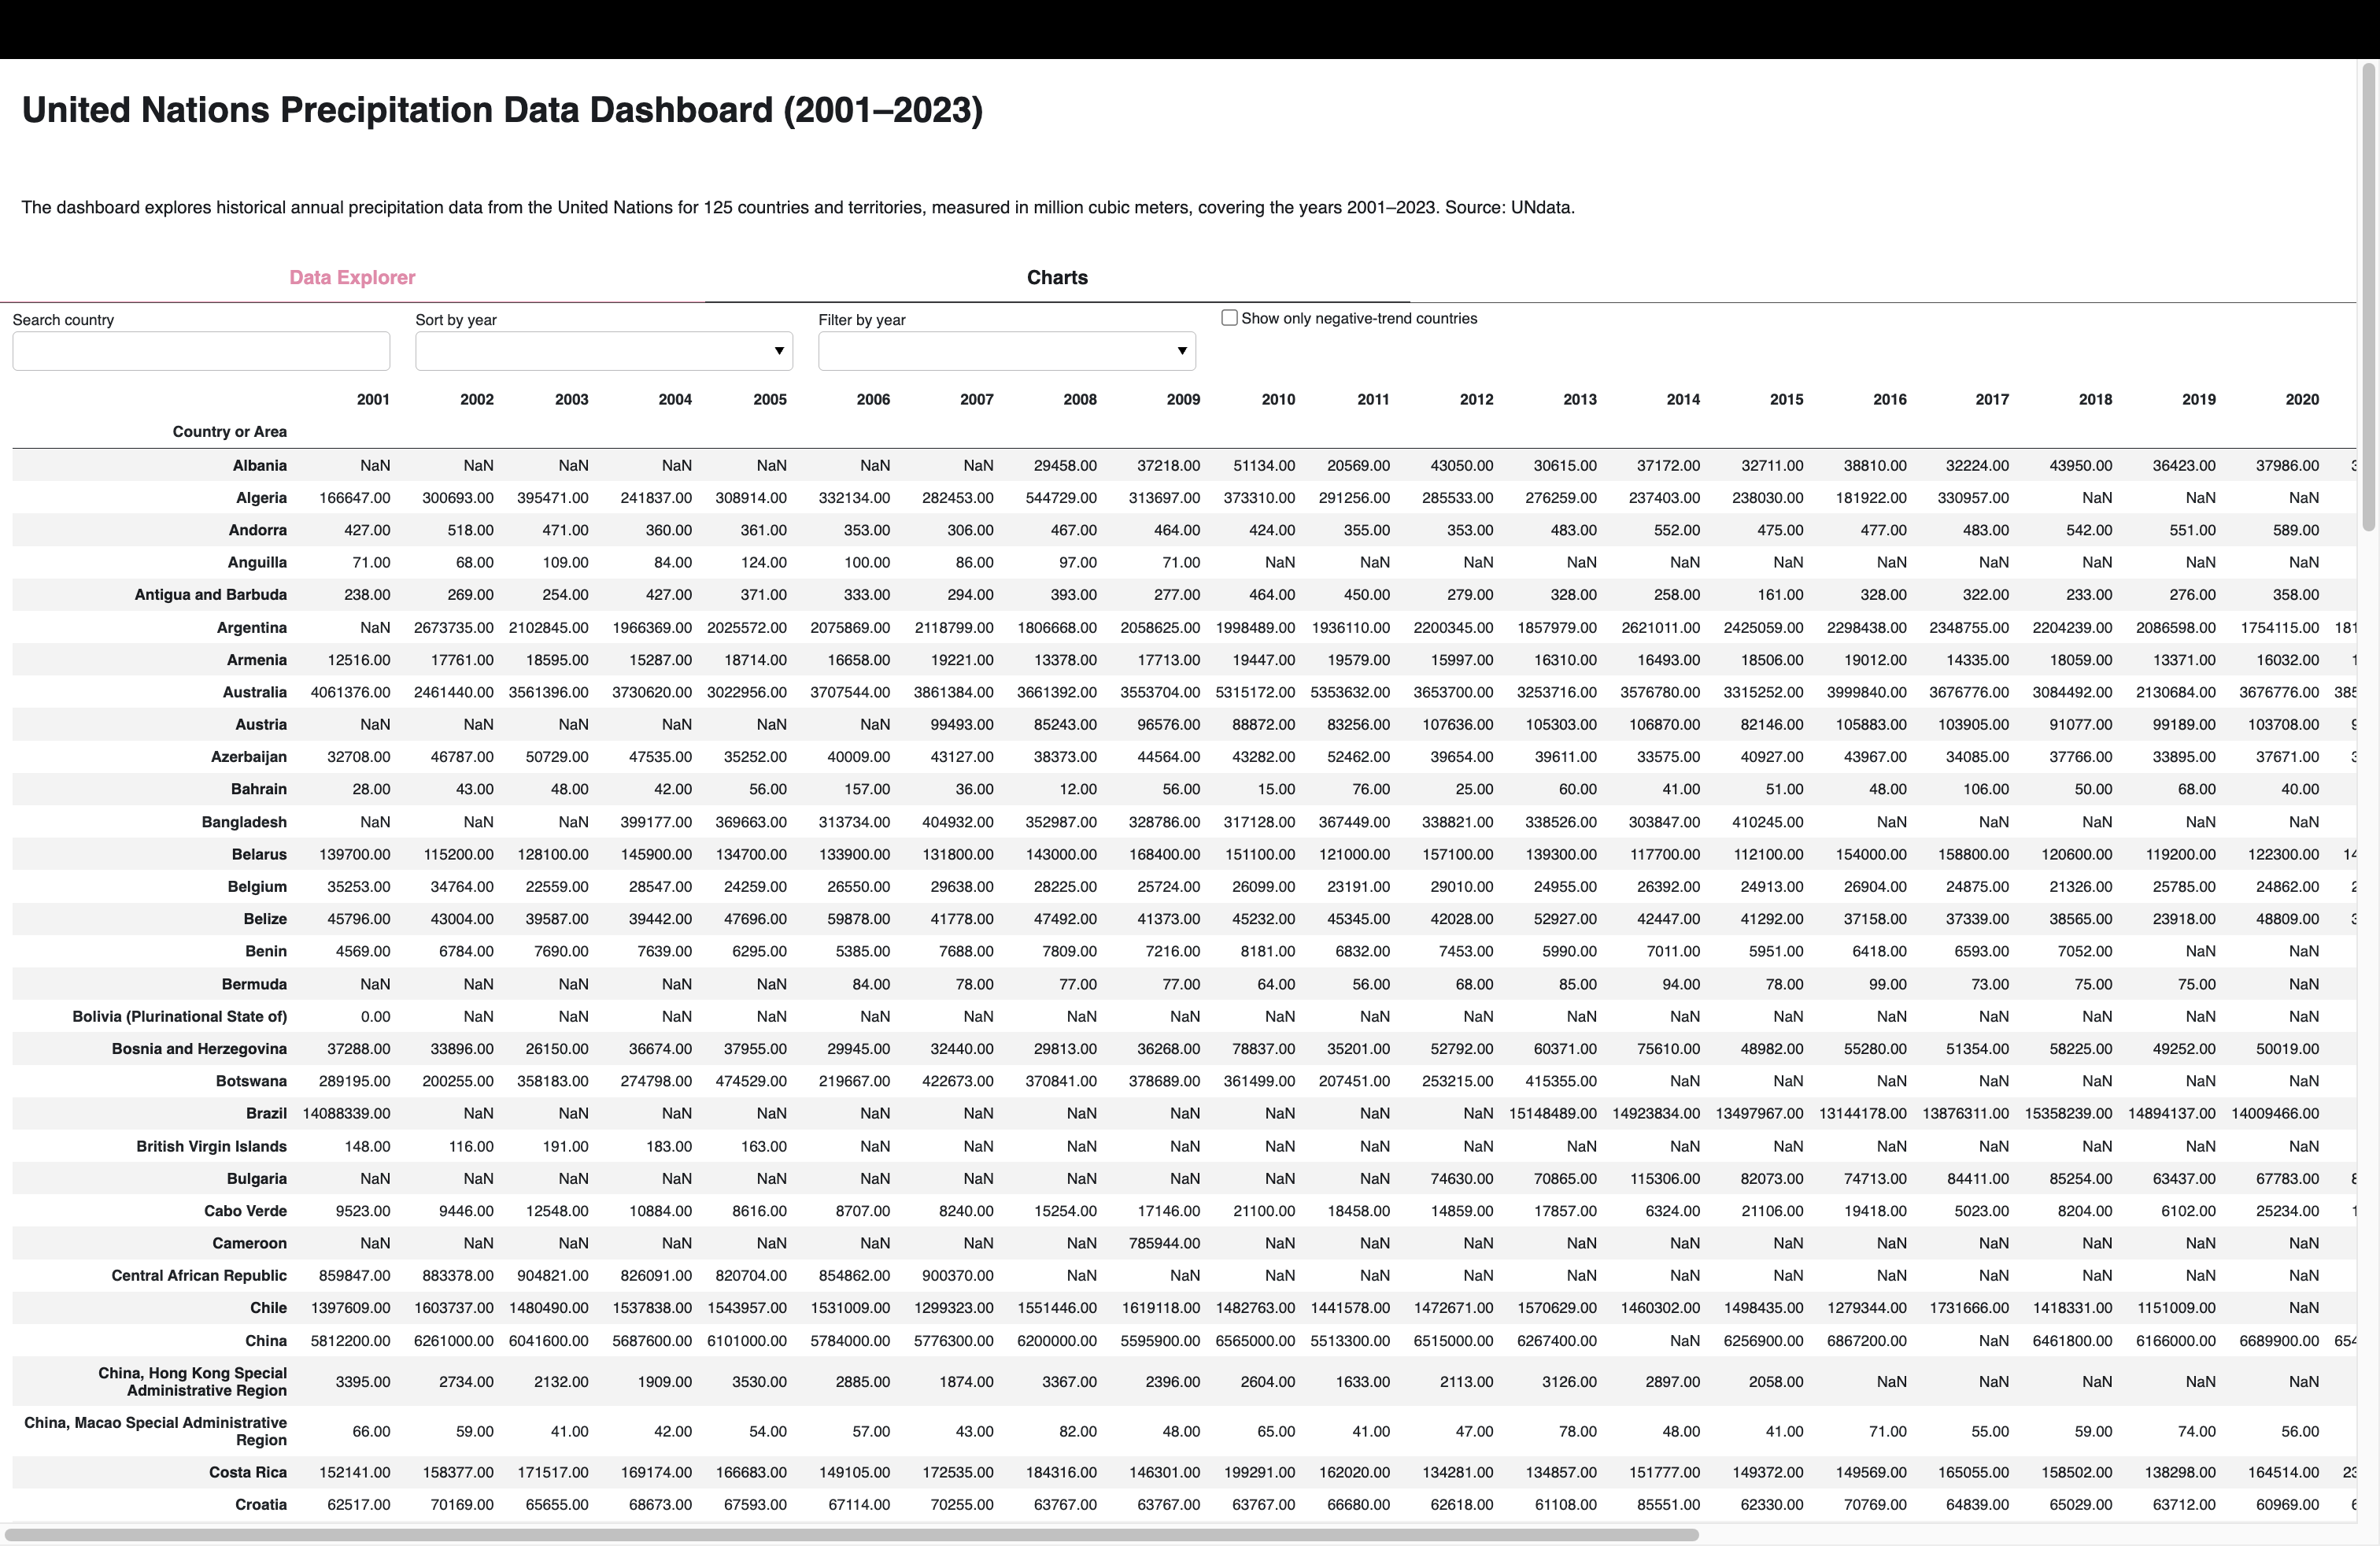 United Nations Precipitation Data Dashboard (2001–2023)
The dashboard explores historical annual precipitation data from the United Nations for 125 countries and territories, measured in million cubic meters, covering the years 2001–2023. Source: UNdata.
Data Explorer Charts
Search country Sort by year Filter by year Show only negative-trend countries
2001 2002 2003 2004 2005 2006 2007 2008 2009 2010 2011 2012 2013 2014 2015 2016 2017 2018 2019 2020
Country or Area
Albania NaN NaN NaN NaN NaN NaN NaN 29458.00 37218.00 51134.00 20569.00 43050.00 30615.00 37172.00 32711.00 38810.00 32224.00 43950.00 36423.00 37986.00
Algeria 166647.00 300693.00 395471.00 241837.00 308914.00 332134.00 282453.00 544729.00 313697.00 373310.00 291256.00 285533.00 276259.00 237403.00 238030.00 181922.00 330957.00 NaN NaN NaN
Andorra 427.00 518.00 471.00 360.00 361.00 353.00 306.00 467.00 464.00 424.00 355.00 353.00 483.00 552.00 475.00 477.00 483.00 542.00 551.00 589.00
Anguilla 71.00 68.00 109.00 84.00 124.00 100.00 86.00 97.00 71.00 NaN NaN NaN NaN NaN NaN NaN NaN NaN NaN NaN
Antigua and Barbuda 238.00 269.00 254.00 427.00 371.00 333.00 294.00 393.00 277.00 464.00 450.00 279.00 328.00 258.00 161.00 328.00 322.00 233.00 276.00 358.00
Argentina NaN 2673735.00 2102845.00 1966369.00 2025572.00 2075869.00 2118799.00 1806668.00 2058625.00 1998489.00 1936110.00 2200345.00 1857979.00 2621011.00 2425059.00 2298438.00 2348755.00 2204239.00 2086598.00 1754115.00 181
Armenia 12516.00 17761.00 18595.00 15287.00 18714.00 16658.00 19221.00 13378.00 17713.00 19447.00 19579.00 15997.00 16310.00 16493.00 18506.00 19012.00 14335.00 18059.00 13371.00 16032.00
Australia 4061376.00 2461440.00 3561396.00 3730620.00 3022956.00 3707544.00 3861384.00 3661392.00 3553704.00 5315172.00 5353632.00 3653700.00 3253716.00 3576780.00 3315252.00 3999840.00 3676776.00 3084492.00 2130684.00 3676776.00 385
Austria NaN NaN NaN NaN NaN NaN 99493.00 85243.00 96576.00 88872.00 83256.00 107636.00 105303.00 106870.00 82146.00 105883.00 103905.00 91077.00 99189.00 103708.00
Azerbaijan 32708.00 46787.00 50729.00 47535.00 35252.00 40009.00 43127.00 38373.00 44564.00 43282.00 52462.00 39654.00 39611.00 33575.00 40927.00 43967.00 34085.00 37766.00 33895.00 37671.00
Bahrain 28.00 43.00 48.00 42.00 56.00 157.00 36.00 12.00 56.00 15.00 76.00 25.00 60.00 41.00 51.00 48.00 106.00 50.00 68.00 40.00
Bangladesh NaN NaN NaN 399177.00 369663.00 313734.00 404932.00 352987.00 328786.00 317128.00 367449.00 338821.00 338526.00 303847.00 410245.00 NaN NaN NaN NaN NaN
Belarus 139700.00 115200.00 128100.00 145900.00 134700.00 133900.00 131800.00 143000.00 168400.00 151100.00 121000.00 157100.00 139300.00 117700.00 112100.00 154000.00 158800.00 120600.00 119200.00 122300.00 14
Belgium 35253.00 34764.00 22559.00 28547.00 24259.00 26550.00 29638.00 28225.00 25724.00 26099.00 23191.00 29010.00 24955.00 26392.00 24913.00 26904.00 24875.00 21326.00 25785.00 24862.00
Belize 45796.00 43004.00 39587.00 39442.00 47696.00 59878.00 41778.00 47492.00 41373.00 45232.00 45345.00 42028.00 52927.00 42447.00 41292.00 37158.00 37339.00 38565.00 23918.00 48809.00
Benin 4569.00 6784.00 7690.00 7639.00 6295.00 5385.00 7688.00 7809.00 7216.00 8181.00 6832.00 7453.00 5990.00 7011.00 5951.00 6418.00 6593.00 7052.00 NaN NaN
Bermuda NaN NaN NaN NaN NaN 84.00 78.00 77.00 77.00 64.00 56.00 68.00 85.00 94.00 78.00 99.00 73.00 75.00 75.00 NaN
Bolivia (Plurinational State of) 0.00 NaN NaN NaN NaN NaN NaN NaN NaN NaN NaN NaN NaN NaN NaN NaN NaN NaN NaN NaN
Bosnia and Herzegovina 37288.00 33896.00 26150.00 36674.00 37955.00 29945.00 32440.00 29813.00 36268.00 78837.00 35201.00 52792.00 60371.00 75610.00 48982.00 55280.00 51354.00 58225.00 49252.00 50019.00
Botswana 289195.00 200255.00 358183.00 274798.00 474529.00 219667.00 422673.00 370841.00 378689.00 361499.00 207451.00 253215.00 415355.00 NaN NaN NaN NaN NaN NaN NaN
Brazil 14088339.00 NaN NaN NaN NaN NaN NaN NaN NaN NaN NaN NaN 15148489.00 14923834.00 13497967.00 13144178.00 13876311.00 15358239.00 14894137.00 14009466.00
British Virgin Islands 148.00 116.00 191.00 183.00 163.00 NaN NaN NaN NaN NaN NaN NaN NaN NaN NaN NaN NaN NaN NaN NaN
Bulgaria NaN NaN NaN NaN NaN NaN NaN NaN NaN NaN NaN 74630.00 70865.00 115306.00 82073.00 74713.00 84411.00 85254.00 63437.00 67783.00
Cabo Verde 9523.00 9446.00 12548.00 10884.00 8616.00 8707.00 8240.00 15254.00 17146.00 21100.00 18458.00 14859.00 17857.00 6324.00 21106.00 19418.00 5023.00 8204.00 6102.00 25234.00
Cameroon NaN NaN NaN NaN NaN NaN NaN NaN 785944.00 NaN NaN NaN NaN NaN NaN NaN NaN NaN NaN NaN
Central African Republic 859847.00 883378.00 904821.00 826091.00 820704.00 854862.00 900370.00 NaN NaN NaN NaN NaN NaN NaN NaN NaN NaN NaN NaN NaN
Chile 1397609.00 1603737.00 1480490.00 1537838.00 1543957.00 1531009.00 1299323.00 1551446.00 1619118.00 1482763.00 1441578.00 1472671.00 1570629.00 1460302.00 1498435.00 1279344.00 1731666.00 1418331.00 1151009.00 NaN
China 5812200.00 6261000.00 6041600.00 5687600.00 6101000.00 5784000.00 5776300.00 6200000.00 5595900.00 6565000.00 5513300.00 6515000.00 6267400.00 NaN 6256900.00 6867200.00 NaN 6461800.00 6166000.00 6689900.00 654
China, Hong Kong Special
Administrative Region 3395.00 2734.00 2132.00 1909.00 3530.00 2885.00 1874.00 3367.00 2396.00 2604.00 1633.00 2113.00 3126.00 2897.00 2058.00 NaN NaN NaN NaN NaN
China, Macao Special Administrative
Region 66.00 59.00 41.00 42.00 54.00 57.00 43.00 82.00 48.00 65.00 41.00 47.00 78.00 48.00 41.00 71.00 55.00 59.00 74.00 56.00
Costa Rica 152141.00 158377.00 171517.00 169174.00 166683.00 149105.00 172535.00 184316.00 146301.00 199291.00 162020.00 134281.00 134857.00 151777.00 149372.00 149569.00 165055.00 158502.00 138298.00 164514.00 23
Croatia 62517.00 70169.00 65655.00 68673.00 67593.00 67114.00 70255.00 63767.00 63767.00 63767.00 66680.00 62618.00 61108.00 85551.00 62330.00 70769.00 64839.00 65029.00 63712.00 60969.00